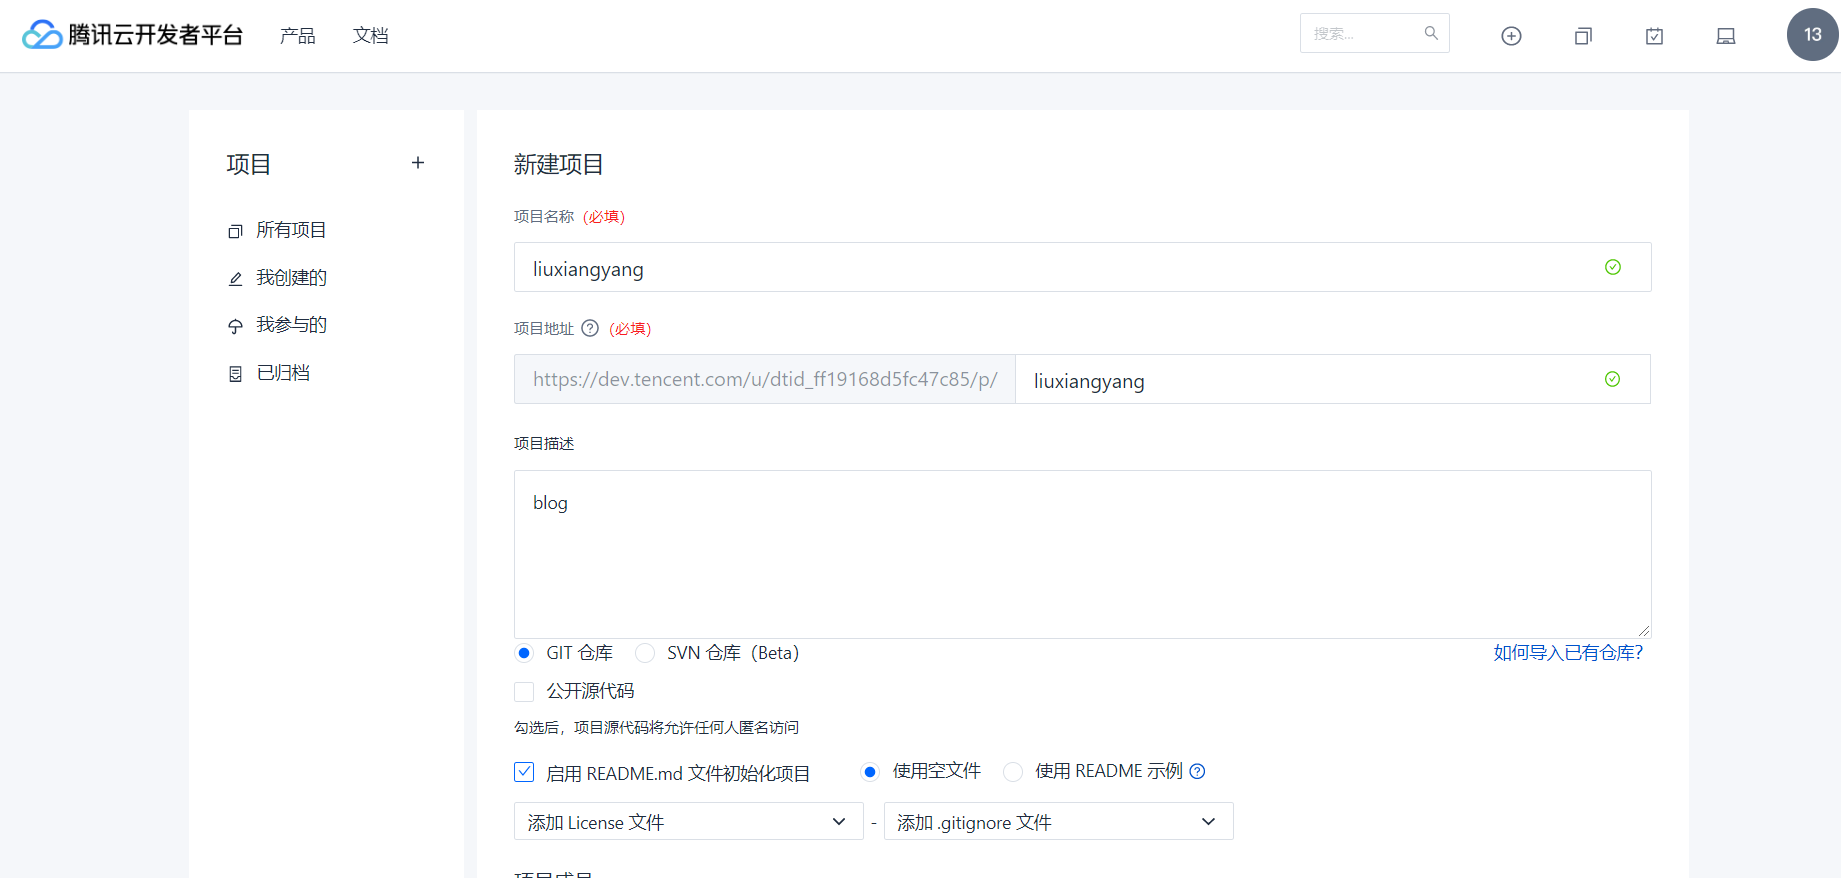 腾讯云开发者平台 产品 文档 搜索... 13
项目 +
所有项目
我创建的
我参与的
已归档
新建项目
项目名称 (必填)
liuxiangyang
项目地址 ? (必填)
https://dev.tencent.com/u/dtid_ff19168d5fc47c85/p/ liuxiangyang
项目描述
blog
GIT 仓库 SVN 仓库（Beta） 如何导入已有仓库?
公开源代码
勾选后，项目源代码将允许任何人匿名访问
启用 README.md 文件初始化项目 使用空文件 使用 README 示例 ?
添加 License 文件 - 添加 .gitignore 文件
项目成员